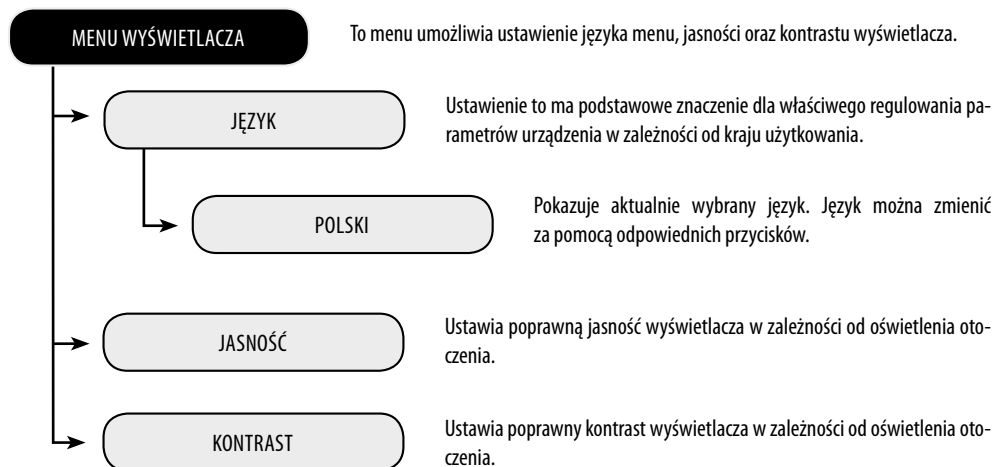 MENU WYŚWIETLACZA
To menu umożliwia ustawienie języka menu, jasności oraz kontrastu wyświetlacza.
JĘZYK
Ustawienie to ma podstawowe znaczenie dla właściwego regulowania pa-
rametrów urządzenia w zależności od kraju użytkowania.
POLSKI
Pokazuje aktualnie wybrany język. Język można zmienić
za pomocą odpowiednich przycisków.
JASNOŚĆ
Ustawia poprawną jasność wyświetlacza w zależności od oświetlenia oto-
czenia.
KONTRAST
Ustawia poprawny kontrast wyświetlacza w zależności od oświetlenia oto-
czenia.